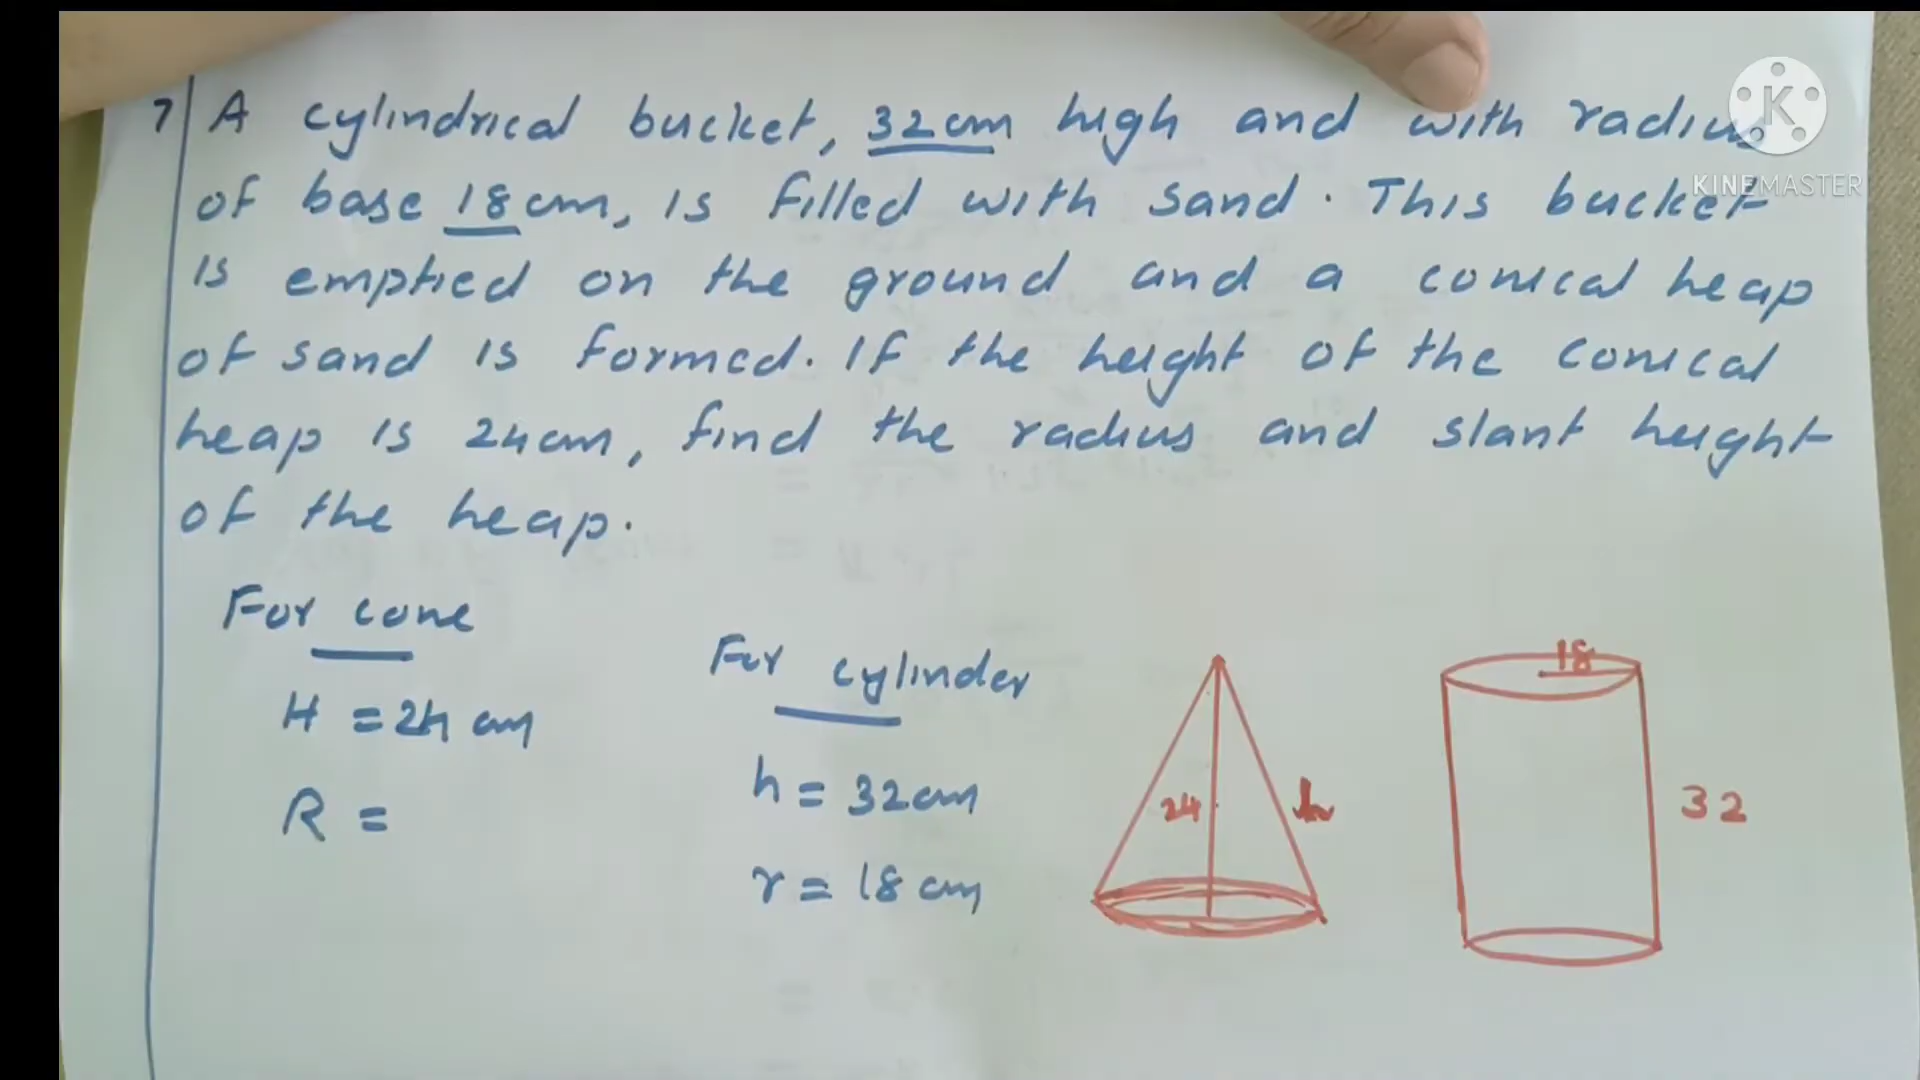 7 A cylindrical bucket, 32cm high and with radius
of base 18cm, is filled with sand. This bucket
is emptied on the ground and a conical heap
of sand is formed. If the height of the conical
heap is 24cm, find the radius and slant height
of the heap.
For cone
H = 24 cm
R =
For cylinder
h = 32cm
r = 18 cm
24
18
32
K
KINEMASTER